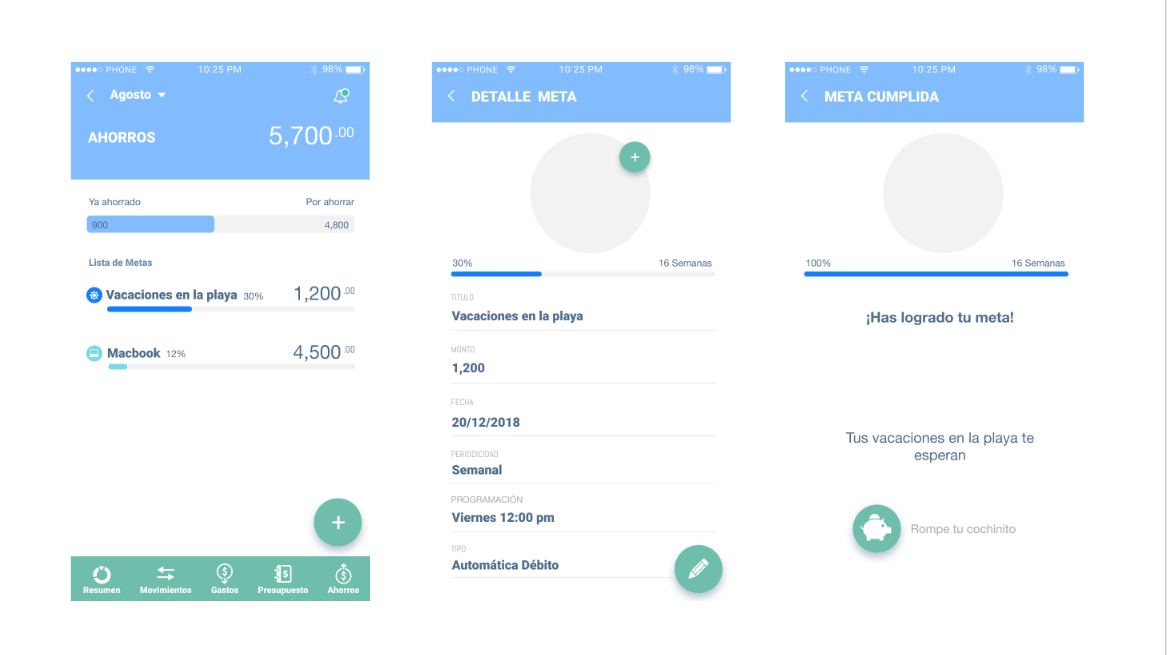 PHONE 10:25 PM 98%
Agosto
AHORROS 5,700.00
Ya ahorrado Por ahorrar
900 4,800
Lista de Metas
Vacaciones en la playa 30% 1,200.00
Macbook 12% 4,500.00
+
Resumen Movimientos Gastos Presupuesto Ahorros
PHONE 10:25 PM 98%
DETALLE META
+
30% 16 Semanas
TITULO
Vacaciones en la playa
MONTO
1,200
FECHA
20/12/2018
PERIODICIDAD
Semanal
PROGRAMACIÓN
Viernes 12:00 pm
TIPO
Automática Débito
PHONE 10:25 PM 98%
META CUMPLIDA
100% 16 Semanas
¡Has logrado tu meta!
Tus vacaciones en la playa te
esperan
Rompe tu cochinito